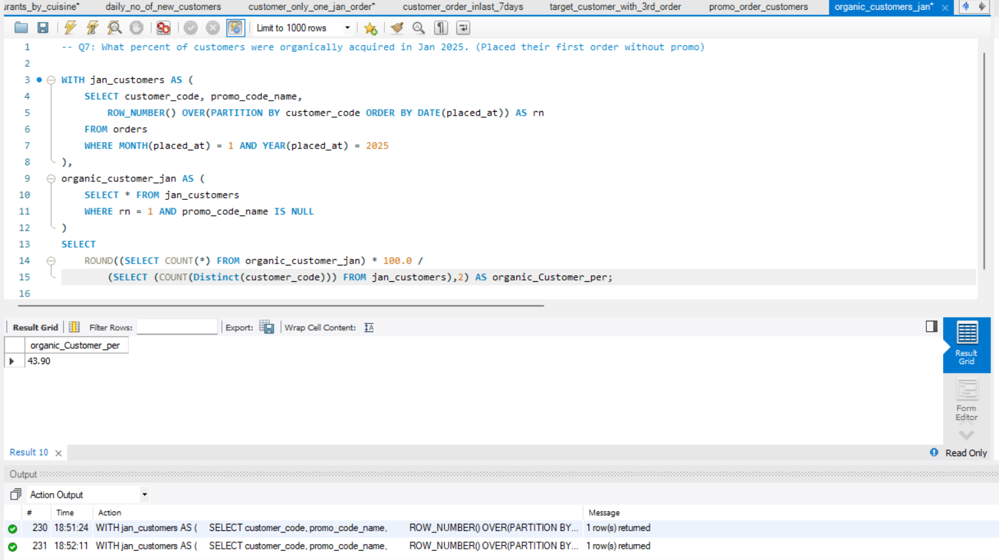 urants_by_cuisine* daily_no_of_new_customers customer_only_one_jan_order* customer_order_inlast_7days target_customer_with_3rd_order promo_order_customers organic_customers_jan*
Limit to 1000 rows
1 -- Q7: What percent of customers were organically acquired in Jan 2025. (Placed their first order without promo)
2
3 WITH jan_customers AS (
4 SELECT customer_code, promo_code_name,
5 ROW_NUMBER() OVER(PARTITION BY customer_code ORDER BY DATE(placed_at)) AS rn
6 FROM orders
7 WHERE MONTH(placed_at) = 1 AND YEAR(placed_at) = 2025
8 ),
9 organic_customer_jan AS (
10 SELECT * FROM jan_customers
11 WHERE rn = 1 AND promo_code_name IS NULL
12 )
13 SELECT
14 ROUND((SELECT COUNT(*) FROM organic_customer_jan) * 100.0 /
15 (SELECT (COUNT(Distinct(customer_code))) FROM jan_customers),2) AS organic_Customer_per;
16
Result Grid Filter Rows: Export: Wrap Cell Content:
organic_Customer_per
43.90
Result
Grid
Form
Editor
Result 10 Read Only
Output
Action Output
# Time Action Message
230 18:51:24 WITH jan_customers AS ( SELECT customer_code, promo_code_name, ROW_NUMBER() OVER(PARTITION BY... 1 row(s) returned
231 18:52:11 WITH jan_customers AS ( SELECT customer_code, promo_code_name, ROW_NUMBER() OVER(PARTITION BY... 1 row(s) returned